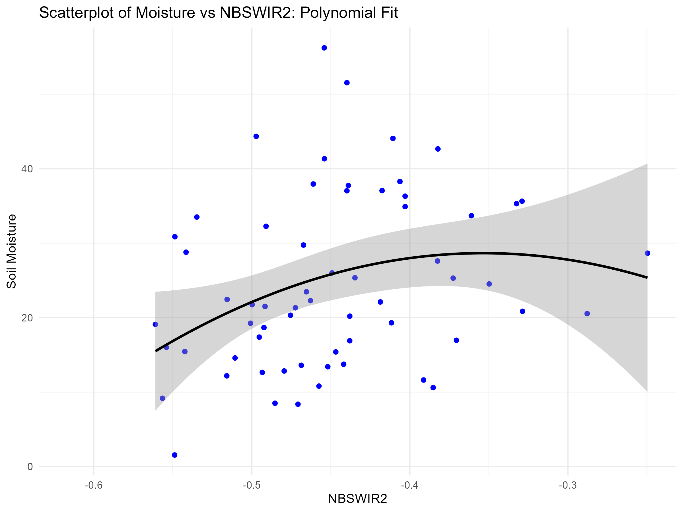 Scatterplot of Moisture vs NBSWIR2: Polynomial Fit
Soil Moisture
40
20
0
-0.6 -0.5 -0.4 -0.3
NBSWIR2